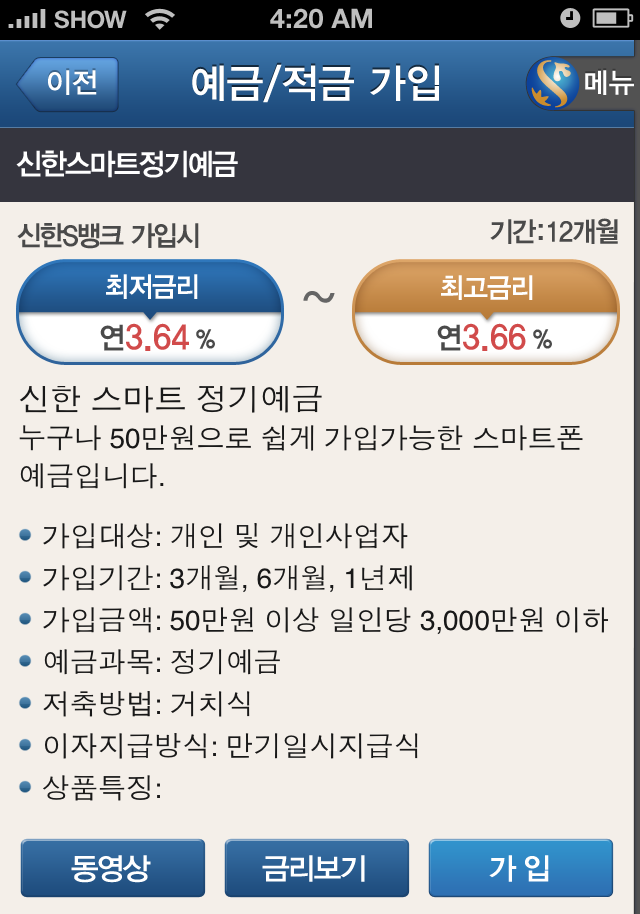 SHOW 4:20 AM
이전 예금/적금 가입 메뉴
신한스마트정기예금
신한S뱅크 가입시 기간:12개월
최저금리 ~ 최고금리
연3.64 % 연3.66 %
신한 스마트 정기예금
누구나 50만원으로 쉽게 가입가능한 스마트폰
예금입니다.
• 가입대상: 개인 및 개인사업자
• 가입기간: 3개월, 6개월, 1년제
• 가입금액: 50만원 이상 일인당 3,000만원 이하
• 예금과목: 정기예금
• 저축방법: 거치식
• 이자지급방식: 만기일시지급식
• 상품특징:
동영상 금리보기 가 입